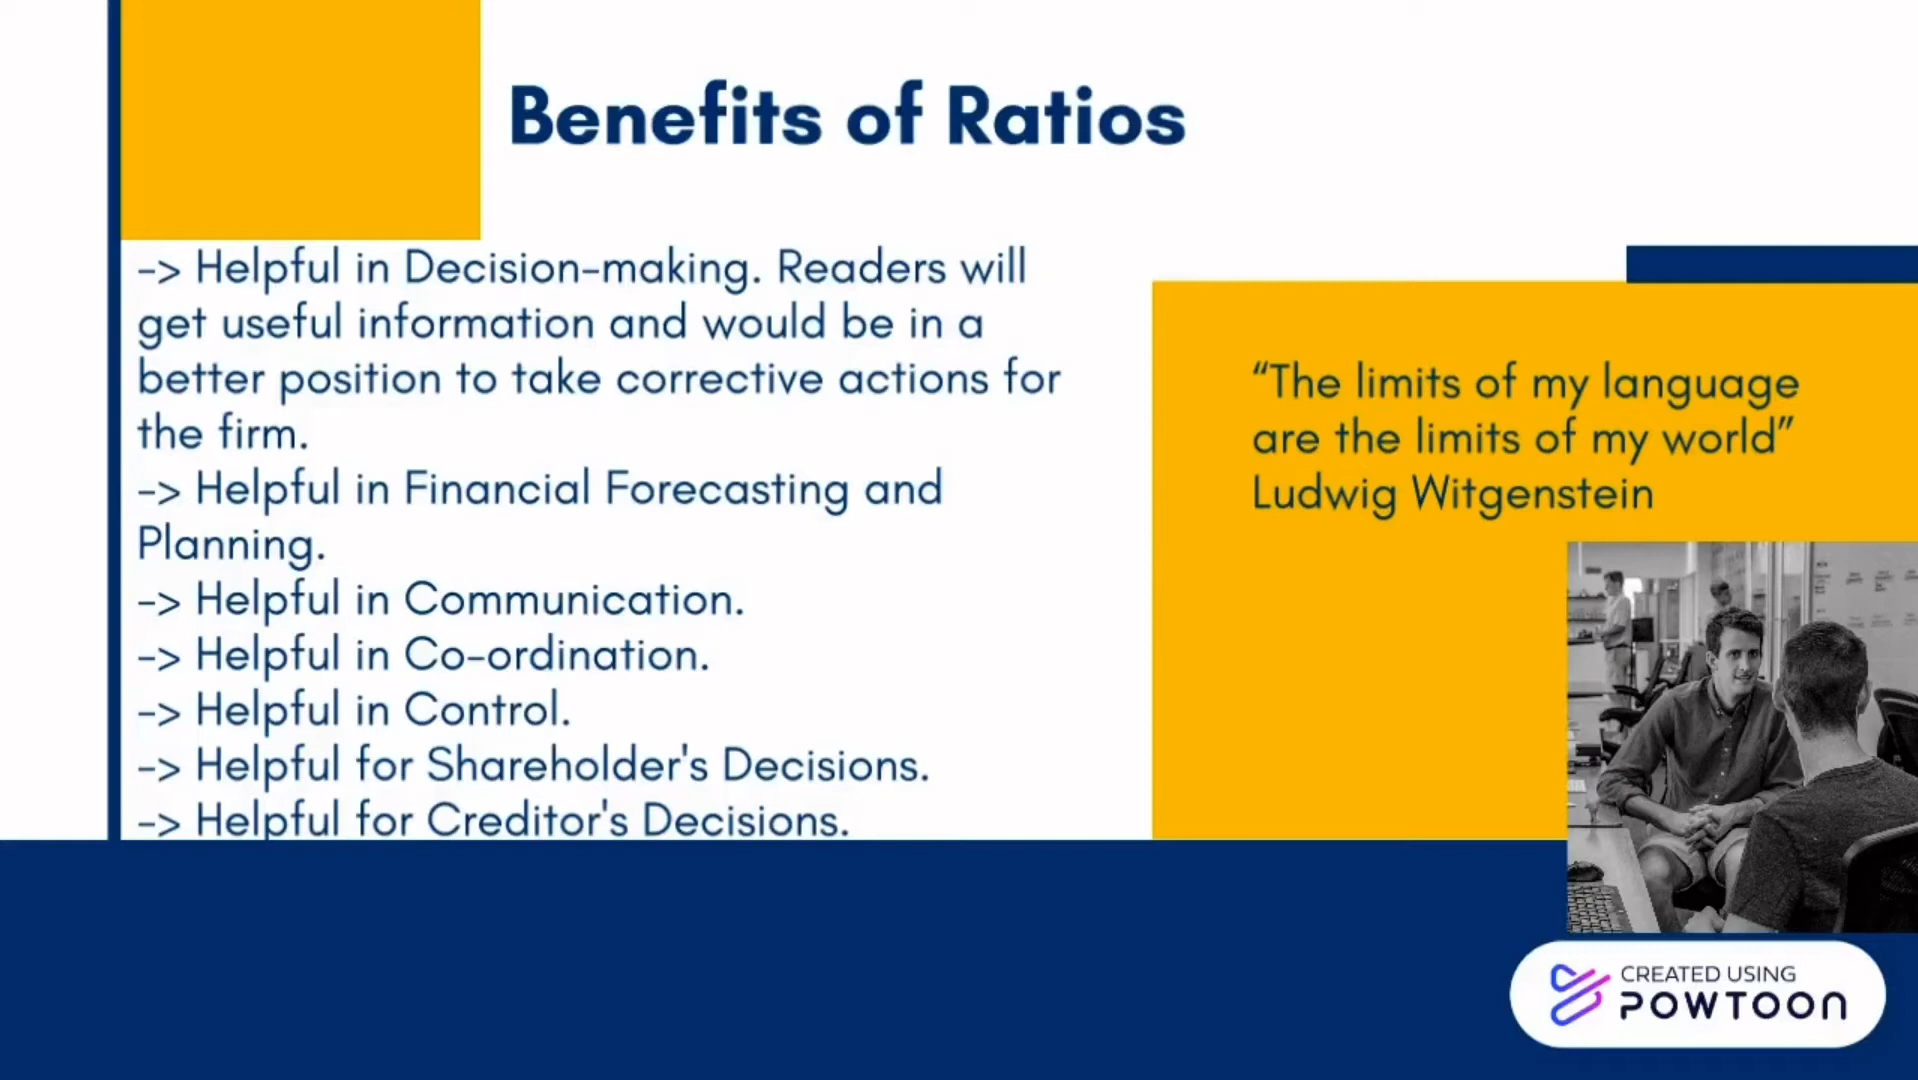 Benefits of Ratios
-> Helpful in Decision-making. Readers will
get useful information and would be in a
better position to take corrective actions for
the firm.
-> Helpful in Financial Forecasting and
Planning.
-> Helpful in Communication.
-> Helpful in Co-ordination.
-> Helpful in Control.
-> Helpful for Shareholder's Decisions.
-> Helpful for Creditor's Decisions.
“The limits of my language
are the limits of my world”
Ludwig Witgenstein
CREATED USING
POWTOON